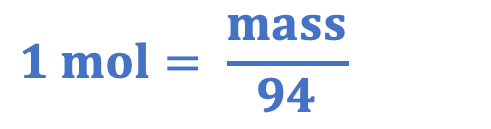 1 mol = mass / 94